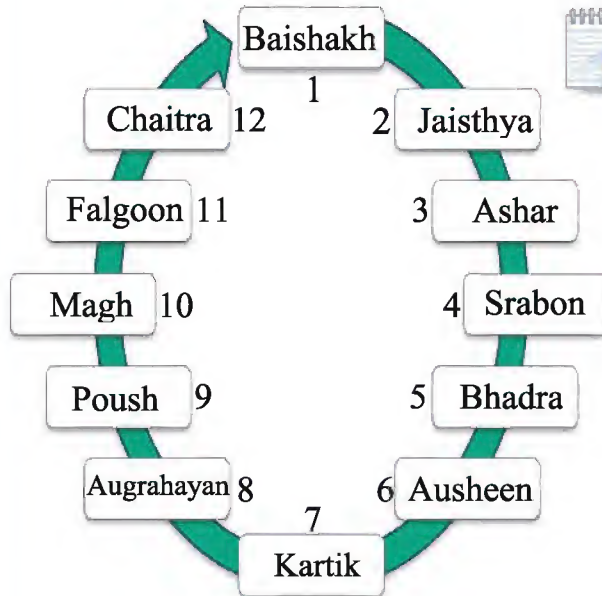 Baishakh
1
2 Jaisthya
3 Ashar
4 Srabon
5 Bhadra
6 Ausheen
7
Kartik
Augrahayan 8
Poush 9
Magh 10
Falgoon 11
Chaitra 12